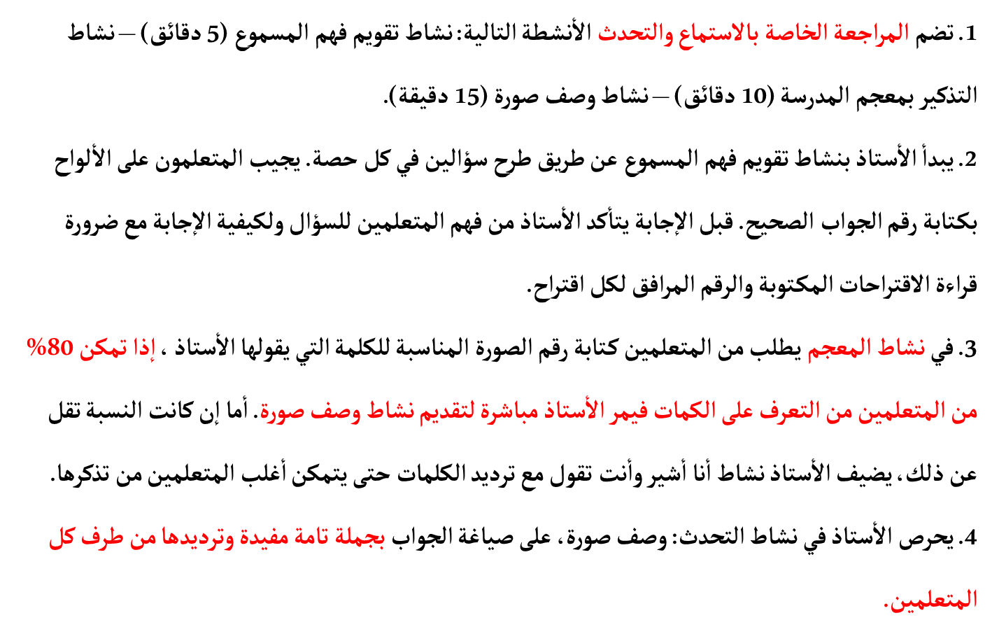 1. تضم المراجعة الخاصة بالاستماع والتحدث الأنشطة التالية: نشاط تقويم فهم المسموع (5 دقائق) – نشاط
التذكير بمعجم المدرسة (10 دقائق) – نشاط وصف صورة (15 دقيقة).
2. يبدأ الأستاذ بنشاط تقويم فهم المسموع عن طريق طرح سؤالين في كل حصة. يجيب المتعلمون على الألواح
بكتابة رقم الجواب الصحيح. قبل الإجابة يتأكد الأستاذ من فهم المتعلمين للسؤال ولكيفية الإجابة مع ضرورة
قراءة الاقتراحات المكتوبة والرقم المرافق لكل اقتراح.
3. في نشاط المعجم يطلب من المتعلمين كتابة رقم الصورة المناسبة للكلمة التي يقولها الأستاذ ، إذا تمكن 80%
من المتعلمين من التعرف على الكمات فيمر الأستاذ مباشرة لتقديم نشاط وصف صورة. أما إن كانت النسبة تقل
عن ذلك، يضيف الأستاذ نشاط أنا أشير وأنت تقول مع ترديد الكلمات حتى يتمكن أغلب المتعلمين من تذكرها.
4. يحرص الأستاذ في نشاط التحدث: وصف صورة، على صياغة الجواب بجملة تامة مفيدة وترديدها من طرف كل
المتعلمين.